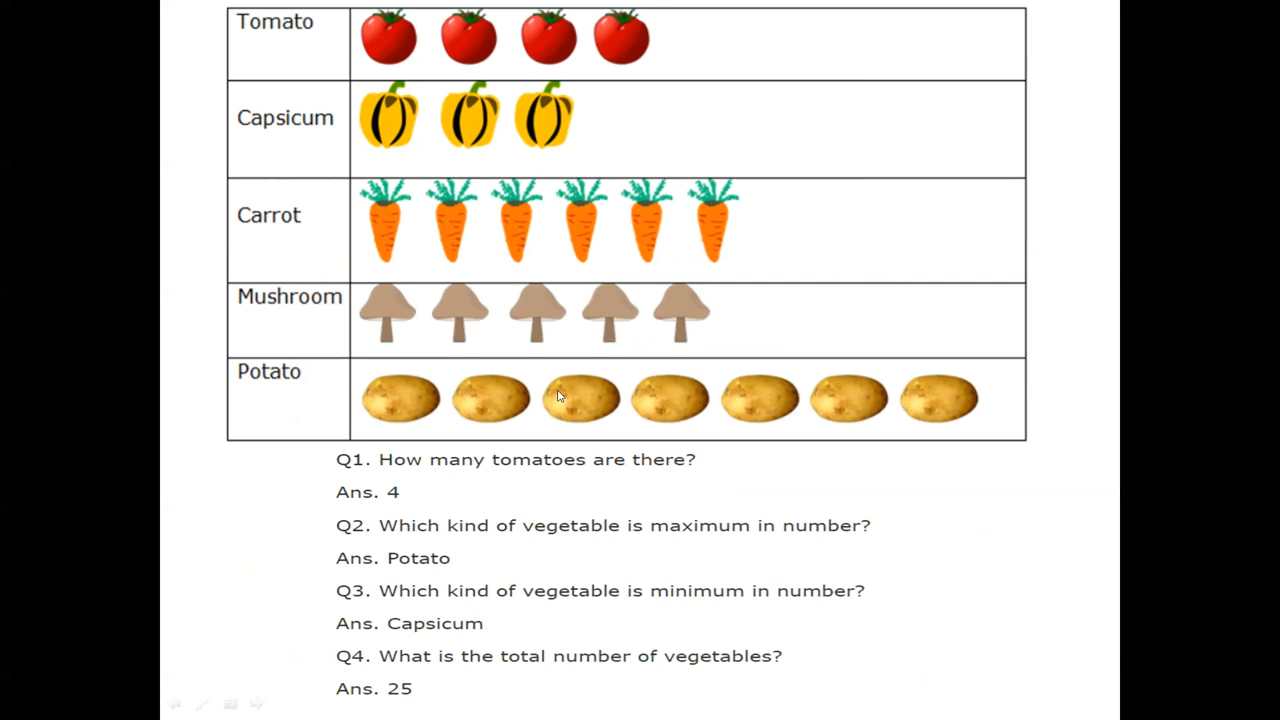 Tomato
Capsicum
Carrot
Mushroom
Potato
Q1. How many tomatoes are there?
Ans. 4
Q2. Which kind of vegetable is maximum in number?
Ans. Potato
Q3. Which kind of vegetable is minimum in number?
Ans. Capsicum
Q4. What is the total number of vegetables?
Ans. 25